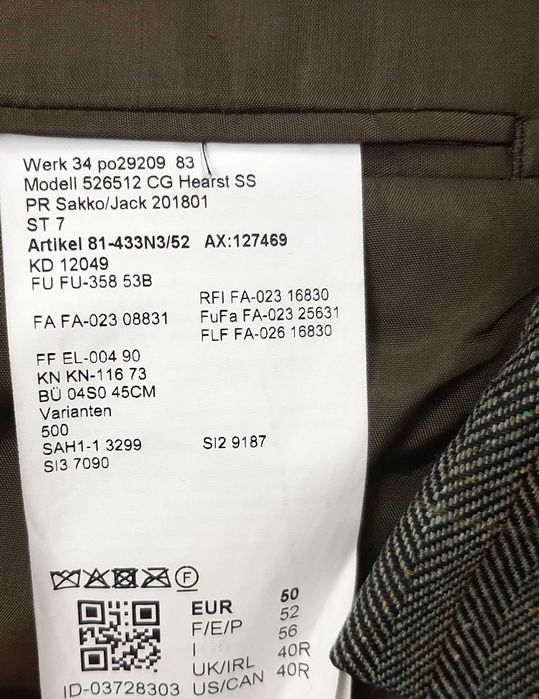 Werk 34 po29209 83
Modell 526512 CG Hearst SS
PR Sakko/Jack 201801
ST 7
Artikel 81-433N3/52 AX:127469
KD 12049
FU FU-358 53B
RFI FA-023 16830
FA FA-023 08831 FuFa FA-023 25631
FLF FA-026 16830
FF EL-004 90
KN KN-116 73
BÜ 04S0 45CM
Varianten
500
SAH1-1 3299 SI2 9187
SI3 7090
F
EUR 50
F/E/P 52
I 56
UK/IRL 40R
US/CAN 40R
ID-03728303